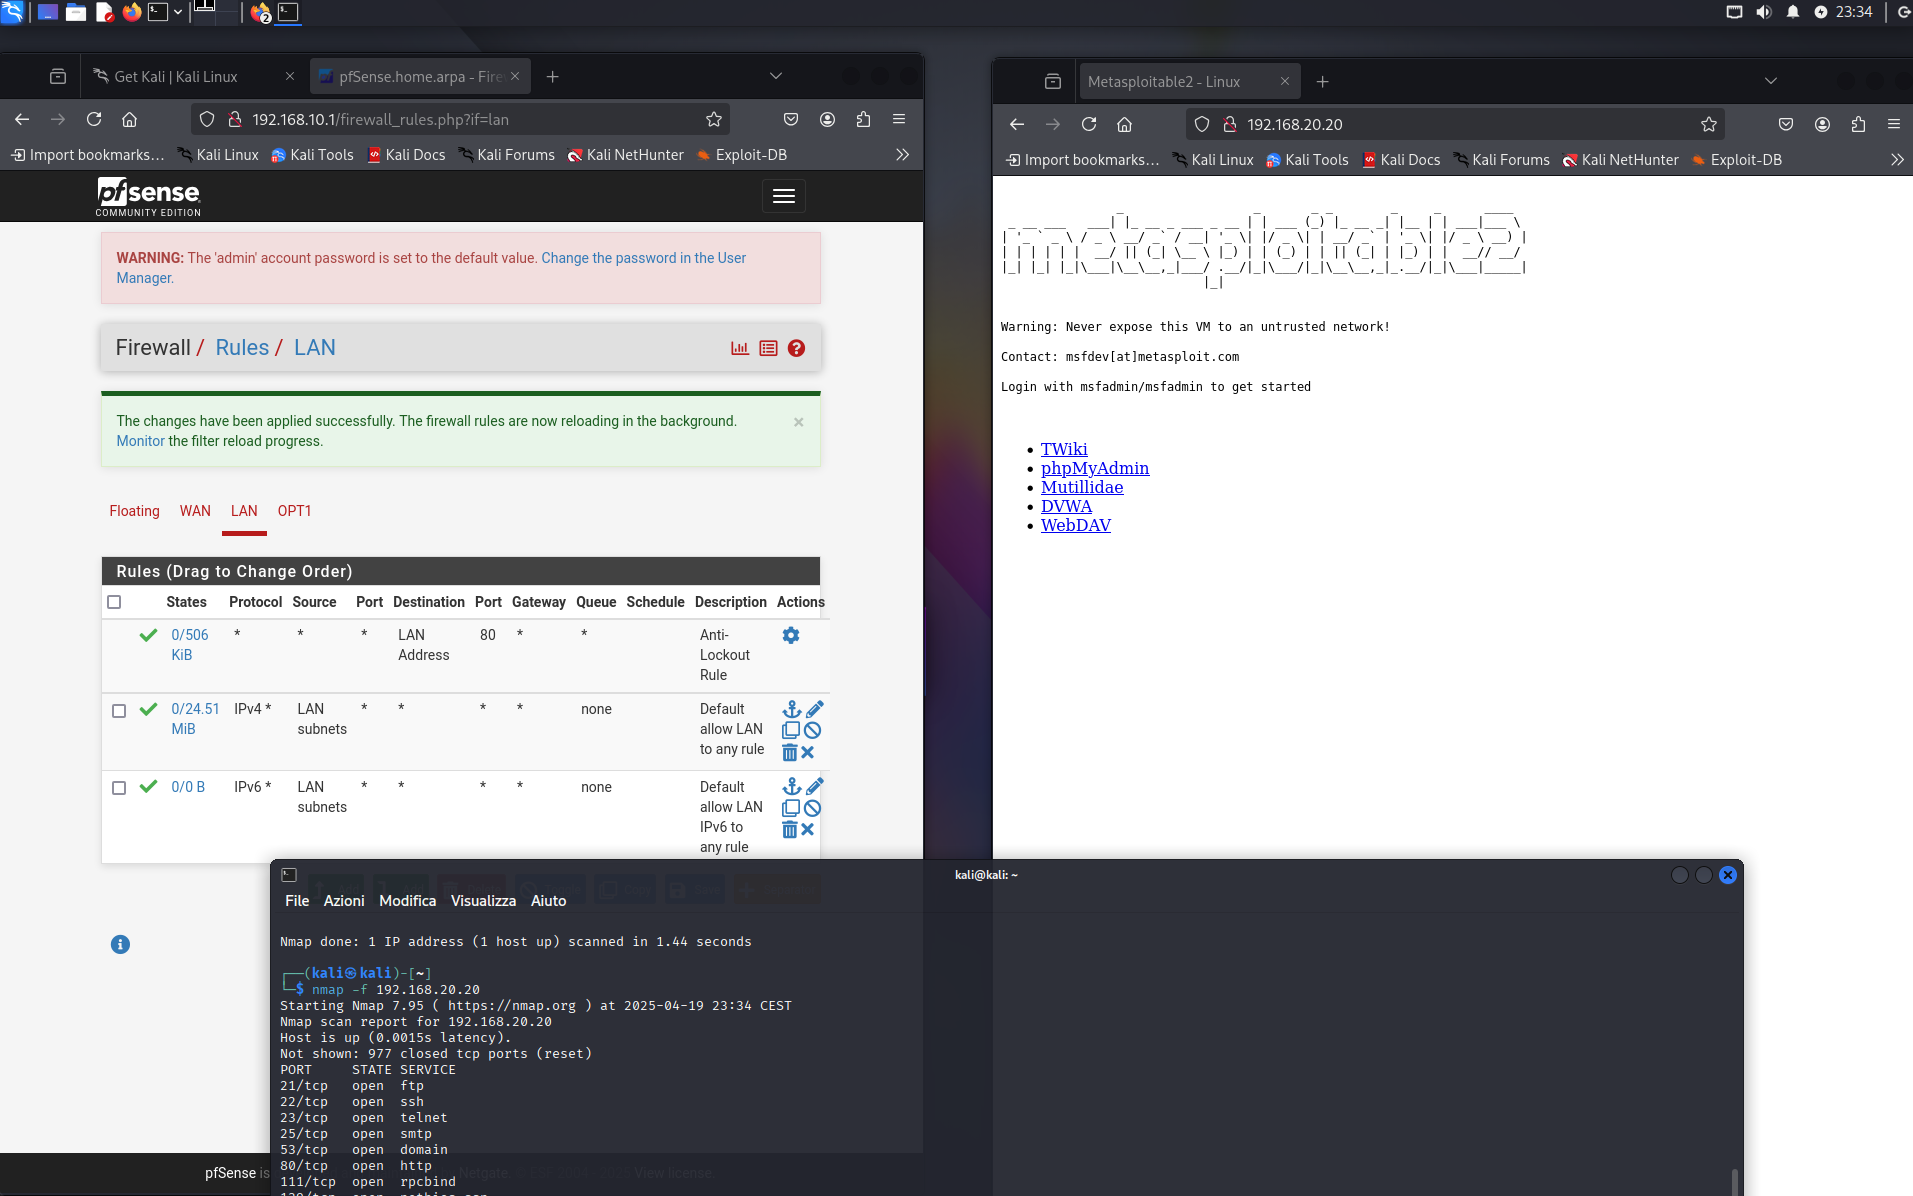 23:34
Get Kali | Kali Linux
pfSense.home.arpa - Fire
192.168.10.1/firewall_rules.php?if=lan
Import bookmarks... Kali Linux Kali Tools Kali Docs Kali Forums Kali NetHunter Exploit-DB
pfsense
COMMUNITY EDITION
WARNING: The 'admin' account password is set to the default value. Change the password in the User
Manager.
Firewall / Rules / LAN
The changes have been applied successfully. The firewall rules are now reloading in the background.
Monitor the filter reload progress.
Floating WAN LAN OPT1
Rules (Drag to Change Order)
States Protocol Source Port Destination Port Gateway Queue Schedule Description Actions
0/506 * * * LAN 80 * * Anti-
KiB Address Lockout
Rule
0/24.51 IPv4 * LAN * * * * none Default
MiB subnets allow LAN
to any rule
0/0 B IPv6 * LAN * * * * none Default
subnets allow LAN
IPv6 to
any rule
pfSense is Netgate View license.
Metasploitable2 - Linux
192.168.20.20
Import bookmarks... Kali Linux Kali Tools Kali Docs Kali Forums Kali NetHunter Exploit-DB
metasploitable2
Warning: Never expose this VM to an untrusted network!
Contact: msfdev[at]metasploit.com
Login with msfadmin/msfadmin to get started
TWiki
phpMyAdmin
Mutillidae
DVWA
WebDAV
kali@kali: ~
File Azioni Modifica Visualizza Aiuto
Nmap done: 1 IP address (1 host up) scanned in 1.44 seconds
(kali㉿kali)-[~]
$ nmap -f 192.168.20.20
Starting Nmap 7.95 ( https://nmap.org ) at 2025-04-19 23:34 CEST
Nmap scan report for 192.168.20.20
Host is up (0.0015s latency).
Not shown: 977 closed tcp ports (reset)
PORT STATE SERVICE
21/tcp open ftp
22/tcp open ssh
23/tcp open telnet
25/tcp open smtp
53/tcp open domain
80/tcp open http
111/tcp open rpcbind